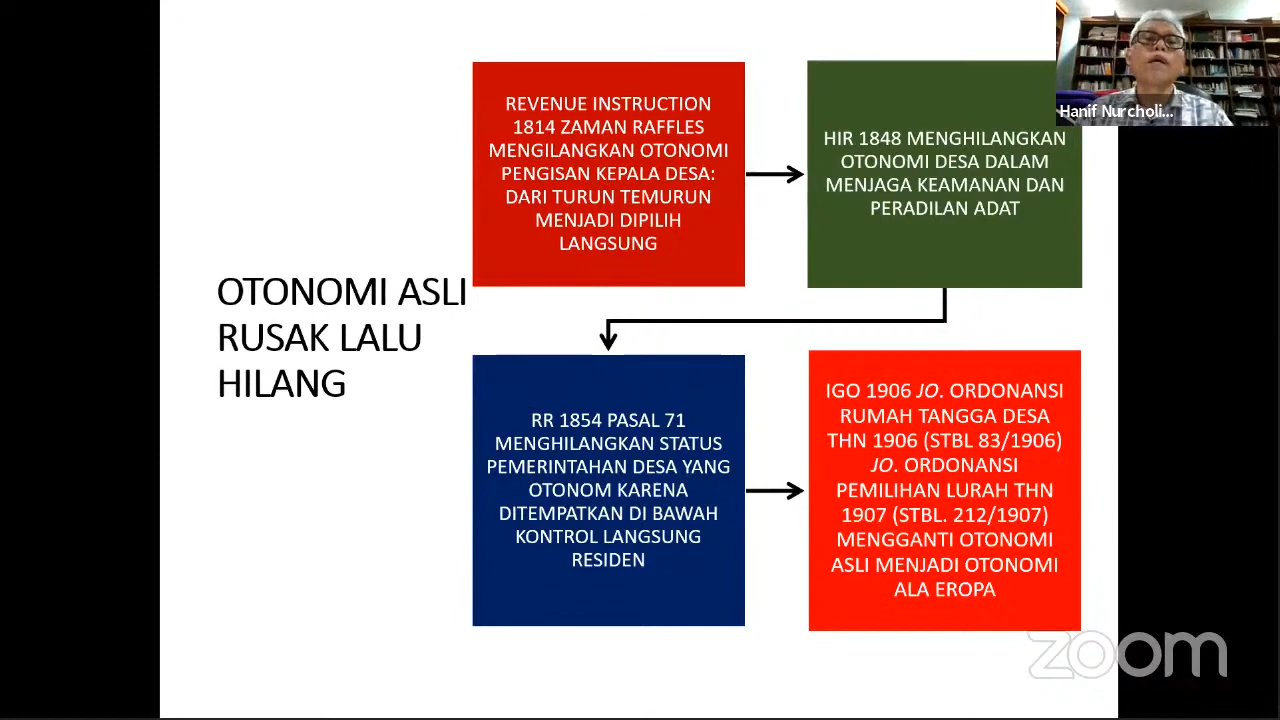 OTONOMI ASLI
RUSAK LALU
HILANG
REVENUE INSTRUCTION
1814 ZAMAN RAFFLES
MENGILANGKAN OTONOMI
PENGISAN KEPALA DESA:
DARI TURUN TEMURUN
MENJADI DIPILIH
LANGSUNG
HIR 1848 MENGHILANGKAN
OTONOMI DESA DALAM
MENJAGA KEAMANAN DAN
PERADILAN ADAT
RR 1854 PASAL 71
MENGHILANGKAN STATUS
PEMERINTAHAN DESA YANG
OTONOM KARENA
DITEMPATKAN DI BAWAH
KONTROL LANGSUNG
RESIDEN
IGO 1906 JO. ORDONANSI
RUMAH TANGGA DESA
THN 1906 (STBL 83/1906)
JO. ORDONANSI
PEMILIHAN LURAH THN
1907 (STBL. 212/1907)
MENGGANTI OTONOMI
ASLI MENJADI OTONOMI
ALA EROPA
Hanif Nurcholi...
zoom